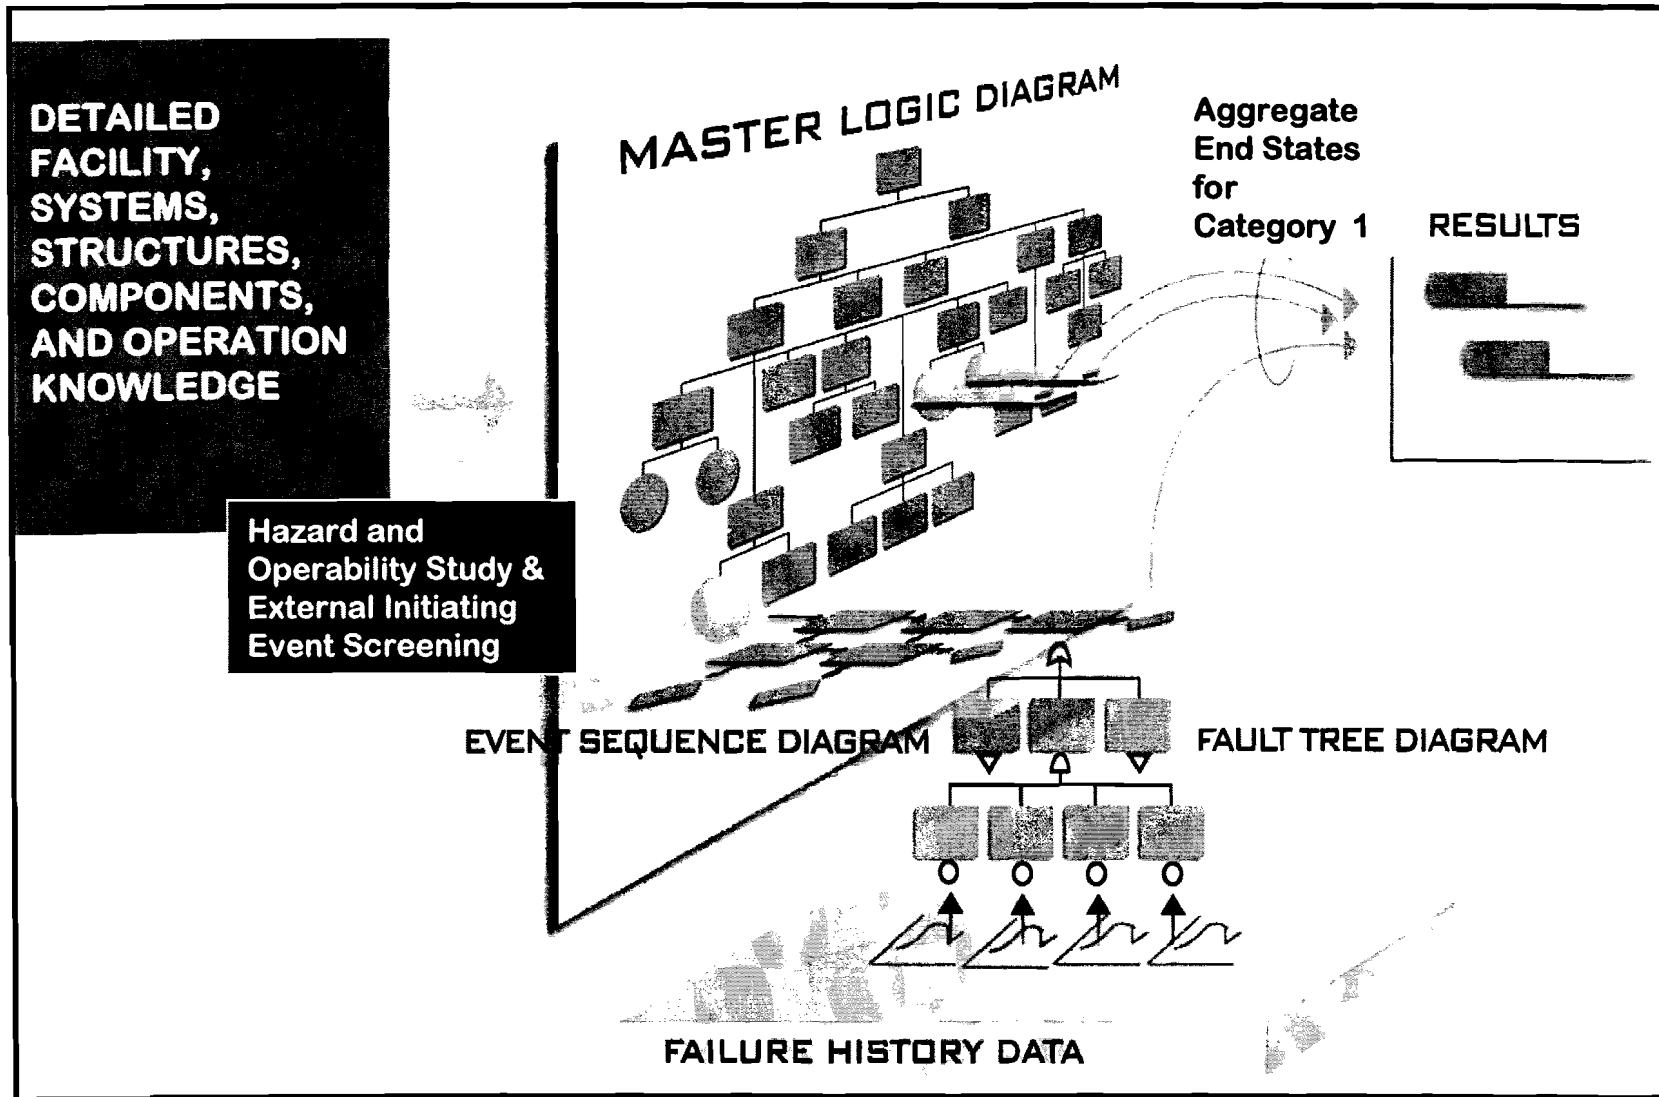 DETAILED
FACILITY,
SYSTEMS,
STRUCTURES,
COMPONENTS,
AND OPERATION
KNOWLEDGE
Hazard and
Operability Study &
External Initiating
Event Screening
MASTER LOGIC DIAGRAM
Aggregate
End States
for
Category 1
RESULTS
EVENT SEQUENCE DIAGRAM
FAULT TREE DIAGRAM
FAILURE HISTORY DATA